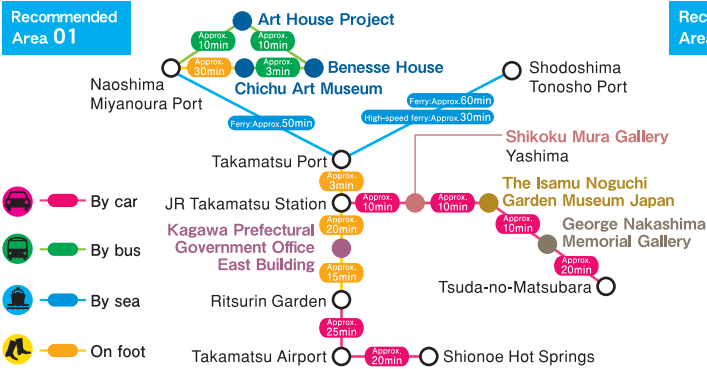 Recommended
Area 01
Rec
Area
Art House Project
Approx.
10min
Approx.
10min
Approx.
30min
Approx.
3min
Benesse House
Chichu Art Museum
Naoshima
Miyanoura Port
Shodoshima
Tonosho Port
Ferry:Approx.60min
High-speed ferry:Approx.30min
Ferry:Approx.50min
Takamatsu Port
Approx.
3min
Shikoku Mura Gallery
Yashima
JR Takamatsu Station
Approx.
10min
Approx.
10min
The Isamu Noguchi
Garden Museum Japan
Approx.
20min
Approx.
10min
George Nakashima
Memorial Gallery
Kagawa Prefectural
Government Office
East Building
Approx.
20min
Tsuda-no-Matsubara
Approx.
15min
Ritsurin Garden
Approx.
25min
Takamatsu Airport
Approx.
20min
Shionoe Hot Springs
By car
By bus
By sea
On foot